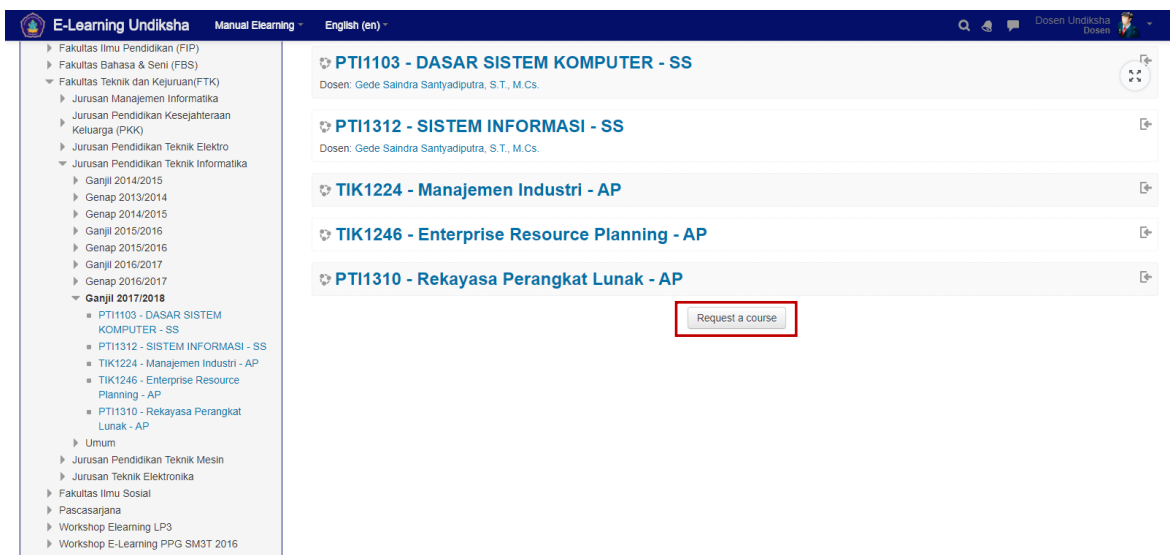 E-Learning Undiksha
Manual Elearning
English (en)
Dosen Undiksha
Dosen
Fakultas Ilmu Pendidikan (FIP)
Fakultas Bahasa & Seni (FBS)
Fakultas Teknik dan Kejuruan(FTK)
Jurusan Manajemen Informatika
Jurusan Pendidikan Kesejahteraan
Keluarga (PKK)
Jurusan Pendidikan Teknik Elektro
Jurusan Pendidikan Teknik Informatika
Ganjil 2014/2015
Genap 2013/2014
Genap 2014/2015
Ganjil 2015/2016
Genap 2015/2016
Ganjil 2016/2017
Genap 2016/2017
Ganjil 2017/2018
PTI1103 - DASAR SISTEM
KOMPUTER - SS
PTI1312 - SISTEM INFORMASI - SS
TIK1224 - Manajemen Industri - AP
TIK1246 - Enterprise Resource
Planning - AP
PTI1310 - Rekayasa Perangkat
Lunak - AP
Umum
Jurusan Pendidikan Teknik Mesin
Jurusan Teknik Elektronika
Fakultas Ilmu Sosial
Pascasarjana
Workshop Elearning LP3
Workshop E-Learning PPG SM3T 2016
PTI1103 - DASAR SISTEM KOMPUTER - SS
Dosen: Gede Saindra Santyadiputra, S.T., M.Cs.
PTI1312 - SISTEM INFORMASI - SS
Dosen: Gede Saindra Santyadiputra, S.T., M.Cs.
TIK1224 - Manajemen Industri - AP
TIK1246 - Enterprise Resource Planning - AP
PTI1310 - Rekayasa Perangkat Lunak - AP
Request a course